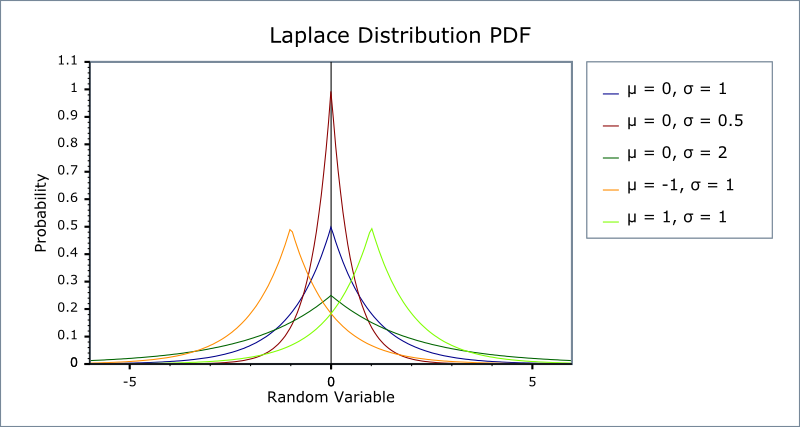 Laplace Distribution PDF
1.1
1
0.9
0.8
0.7
0.6
0.5
0.4
0.3
0.2
0.1
0
Probability
-5
0
5
Random Variable
μ = 0, σ = 1
μ = 0, σ = 0.5
μ = 0, σ = 2
μ = -1, σ = 1
μ = 1, σ = 1